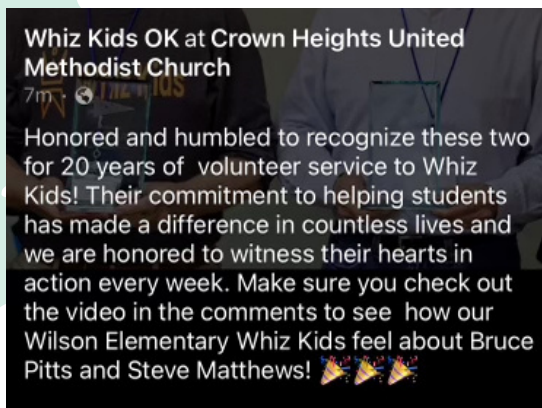 Whiz Kids OK at Crown Heights United
Methodist Church
7m ·
Honored and humbled to recognize these two
for 20 years of  volunteer service to Whiz
Kids! Their commitment to helping students
has made a difference in countless lives and
we are honored to witness their hearts in
action every week. Make sure you check out
the video in the comments to see  how our
Wilson Elementary Whiz Kids feel about Bruce
Pitts and Steve Matthews! 🎉🎉🎉